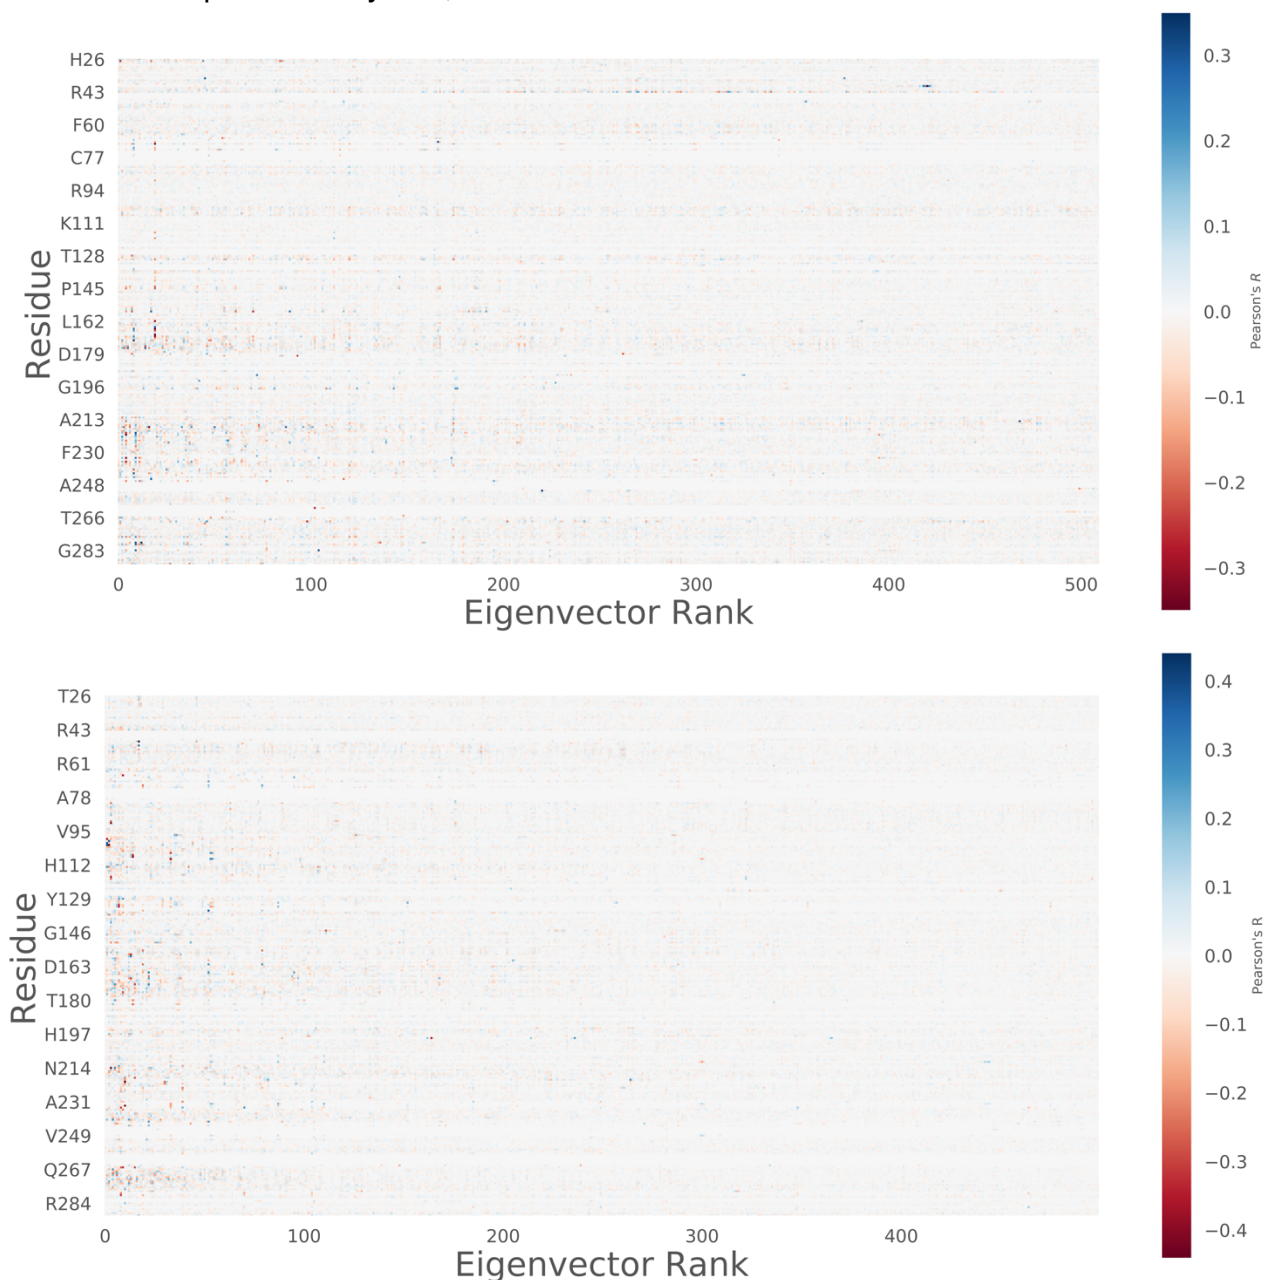 H26
R43
F60
C77
R94
K111
T128
P145
L162
D179
G196
A213
F230
A248
T266
G283
Residue
0 100 200 300 400 500
Eigenvector Rank
0.3
0.2
0.1
0.0
−0.1
−0.2
−0.3
Pearson's R
T26
R43
R61
A78
V95
H112
Y129
G146
D163
T180
H197
N214
A231
V249
Q267
R284
Residue
0 100 200 300 400
Eigenvector Rank
0.4
0.3
0.2
0.1
0.0
−0.1
−0.2
−0.3
−0.4
Pearson's R